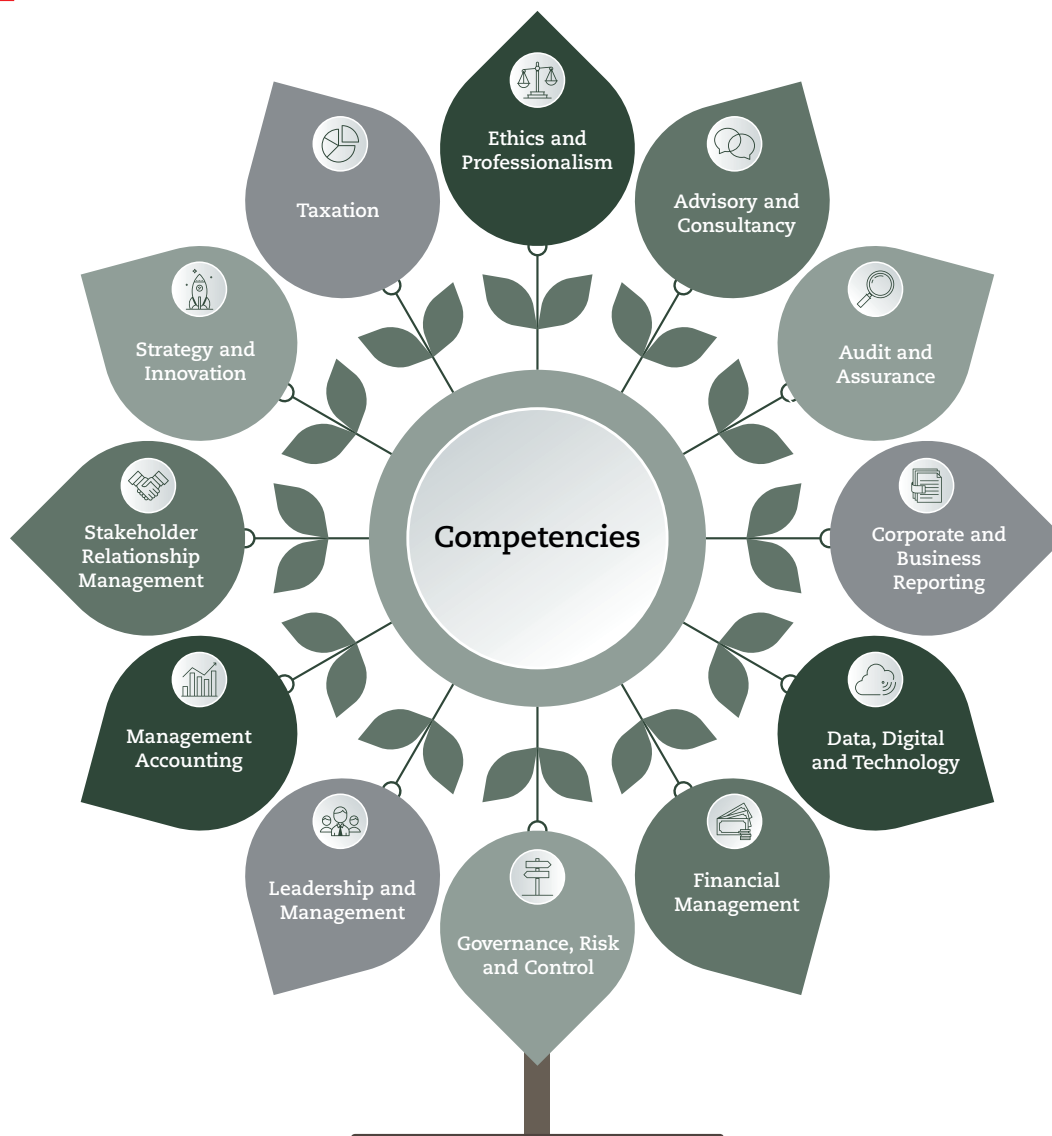 Ethics and
Professionalism
Advisory and
Consultancy
Audit and
Assurance
Corporate and
Business
Reporting
Data, Digital
and Technology
Financial
Management
Governance, Risk
and Control
Leadership and
Management
Management
Accounting
Stakeholder
Relationship
Management
Strategy and
Innovation
Taxation
Competencies